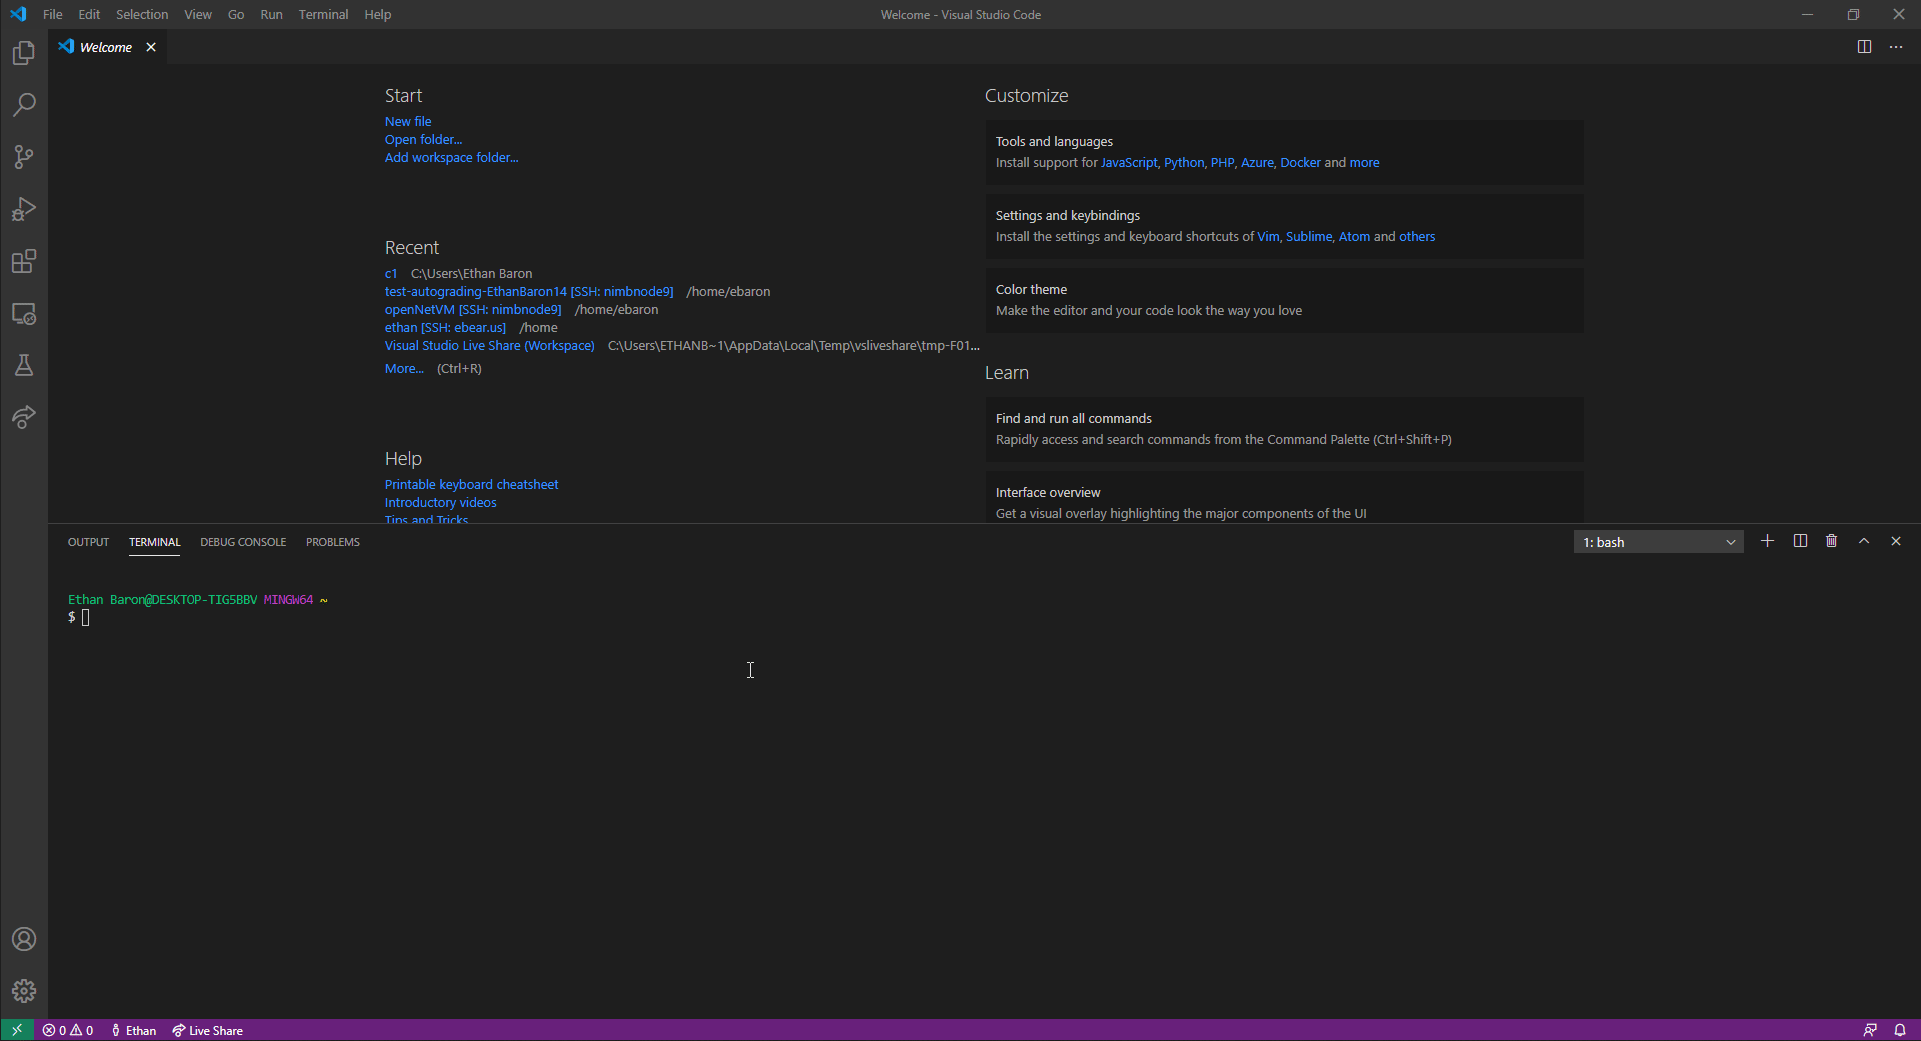 File Edit Selection View Go Run Terminal Help
Welcome - Visual Studio Code
Welcome
Start
New file
Open folder...
Add workspace folder...
Recent
c1 C:\Users\Ethan Baron
test-autograding-EthanBaron14 [SSH: nimbnode9] /home/ebaron
openNetVM [SSH: nimbnode9] /home/ebaron
ethan [SSH: ebear.us] /home
Visual Studio Live Share (Workspace) C:\Users\ETHANB~1\AppData\Local\Temp\vsliveshare\tmp-F01...
More... (Ctrl+R)
Help
Printable keyboard cheatsheet
Introductory videos
Tips and Tricks
Customize
Tools and languages
Install support for JavaScript, Python, PHP, Azure, Docker and more
Settings and keybindings
Install the settings and keyboard shortcuts of Vim, Sublime, Atom and others
Color theme
Make the editor and your code look the way you love
Learn
Find and run all commands
Rapidly access and search commands from the Command Palette (Ctrl+Shift+P)
Interface overview
Get a visual overlay highlighting the major components of the UI
OUTPUT TERMINAL DEBUG CONSOLE PROBLEMS
1: bash
Ethan Baron@DESKTOP-TIG5BBV MINGW64 ~
$
0 0 Ethan Live Share